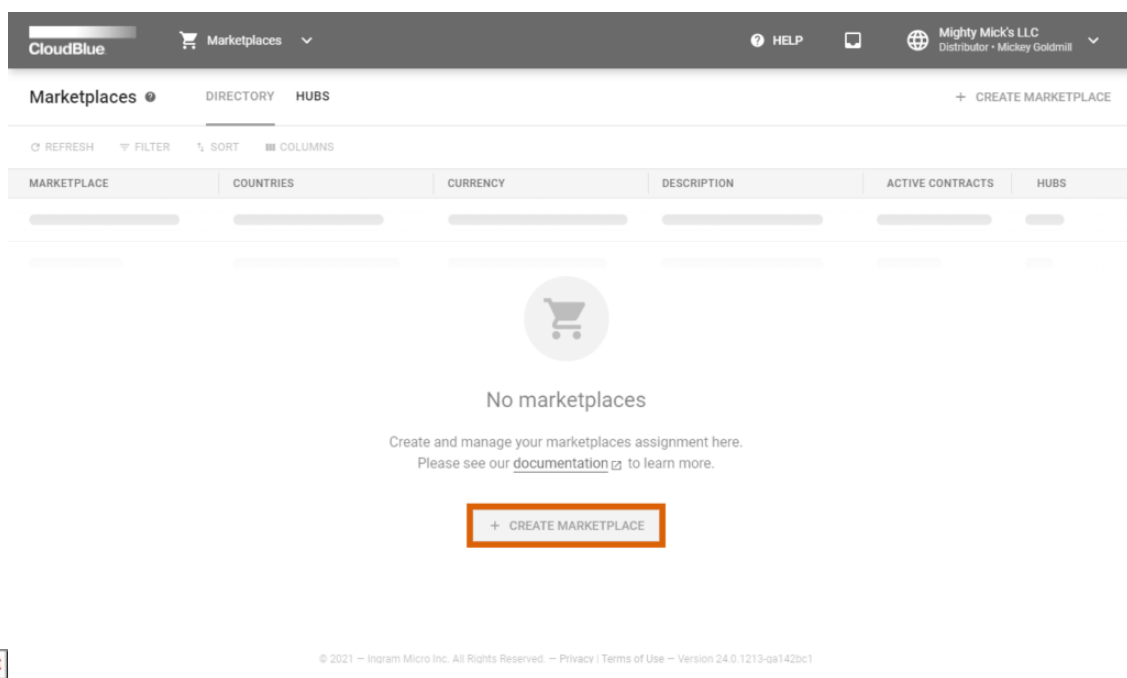 CloudBlue
Marketplaces
HELP
Mighty Mick's LLC
Distributor • Mickey Goldmill
Marketplaces
DIRECTORY HUBS
+ CREATE MARKETPLACE
REFRESH FILTER SORT COLUMNS
MARKETPLACE COUNTRIES CURRENCY DESCRIPTION ACTIVE CONTRACTS HUBS
No marketplaces
Create and manage your marketplaces assignment here.
Please see our documentation to learn more.
+ CREATE MARKETPLACE
© 2021 — Ingram Micro Inc. All Rights Reserved. — Privacy | Terms of Use — Version 24.0.1213-ga142bc1